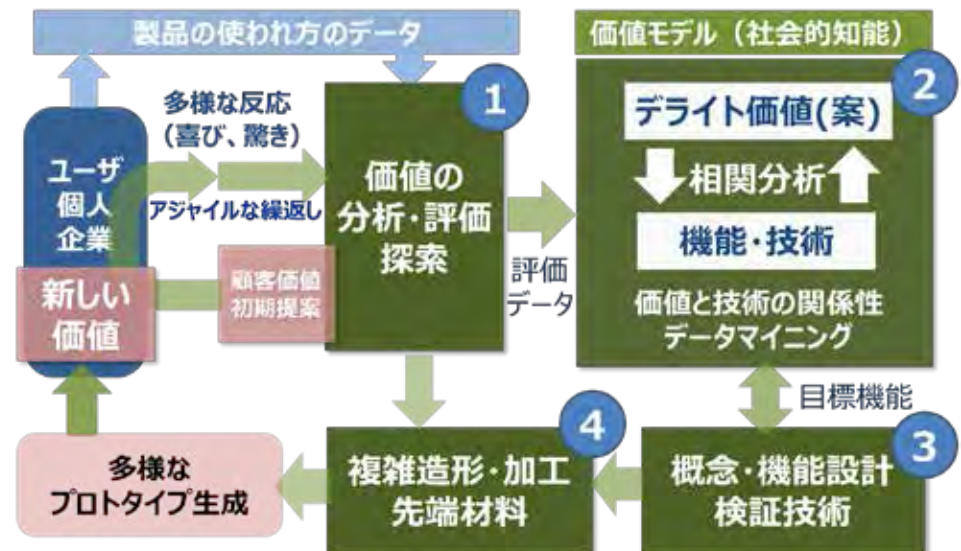 製品の使われ方のデータ
価値モデル（社会的知能）
1
2
多様な反応
（喜び、驚き）
アジャイルな繰返し
ユーザ
個人
企業
新しい
価値
顧客価値
初期提案
価値の
分析・評価
探索
評価
データ
デライト価値(案)
相関分析
機能・技術
価値と技術の関係性
データマイニング
目標機能
3
4
多様な
プロトタイプ生成
複雑造形・加工
先端材料
概念・機能設計
検証技術